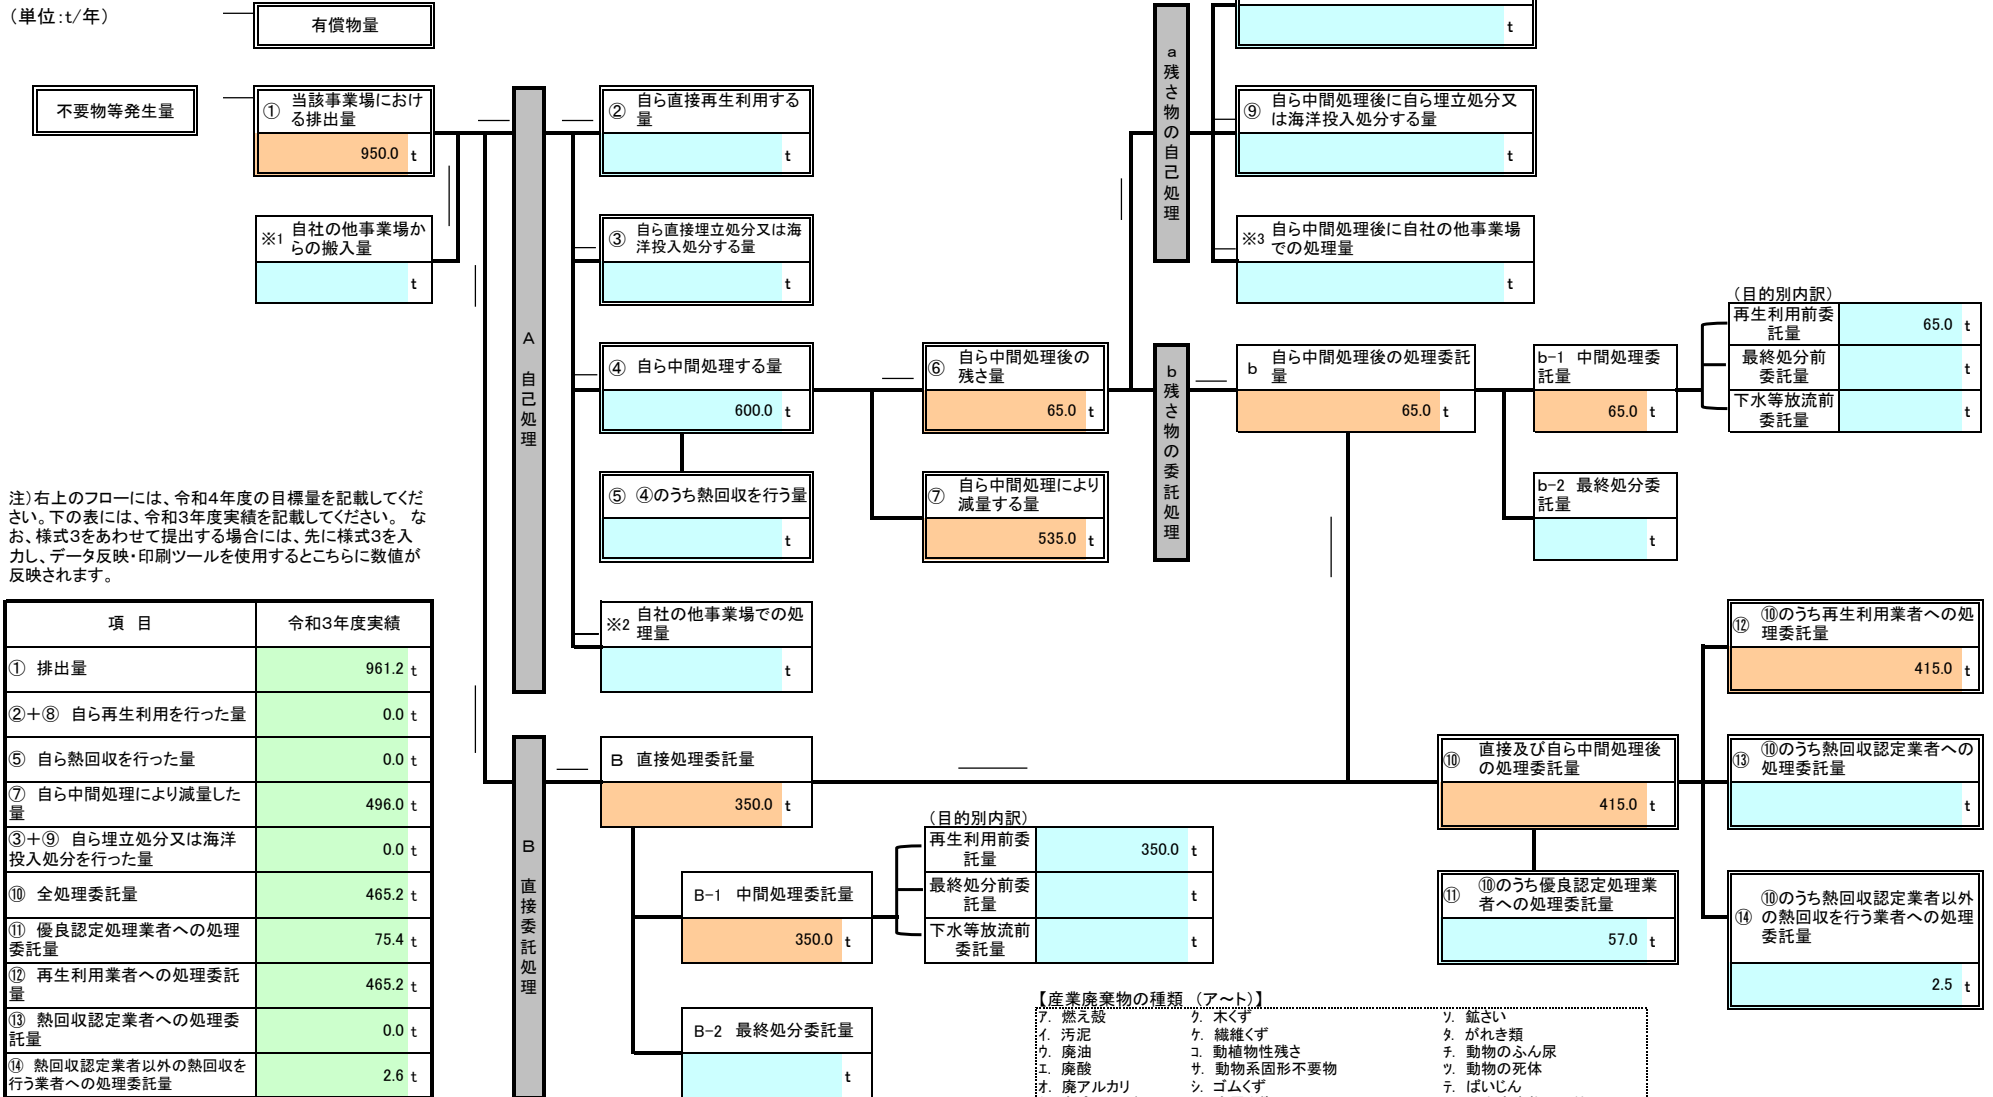 （単位:t/年）
有償物量
t
不要物等発生量
① 当該事業場におけ
る排出量
950.0 t
※1 自社の他事業場か
らの搬入量
t
A 自己処理
② 自ら直接再生利用する
量
t
③ 自ら直接埋立処分又は海
洋投入処分する量
t
④ 自ら中間処理する量
600.0 t
⑤ ④のうち熱回収を行う量
t
※2 自社の他事業場での処
理量
t
⑥ 自ら中間処理後の
残さ量
65.0 t
⑦ 自ら中間処理により
減量する量
535.0 t
a 残さ物の自己処理
⑨ 自ら中間処理後に自ら埋立処分又
は海洋投入処分する量
t
※3 自ら中間処理後に自社の他事業場
での処理量
t
b 残さ物の委託処理
b 自ら中間処理後の処理委託
量
65.0 t
b-1 中間処理委
託量
65.0 t
b-2 最終処分委
託量
t
（目的別内訳）
再生利用前委
託量
65.0 t
最終処分前
委託量
t
下水等放流前
委託量
t
注)右上のフローには、令和4年度の目標量を記載してくだ
さい。下の表には、令和3年度実績を記載してください。 な
お、様式3をあわせて提出する場合には、先に様式3を入
力し、データ反映・印刷ツールを使用するとこちらに数値が
反映されます。
項 目 令和3年度実績
① 排出量 961.2 t
②＋⑧ 自ら再生利用を行った量 0.0 t
⑤ 自ら熱回収を行った量 0.0 t
⑦ 自ら中間処理により減量した
量
496.0 t
③＋⑨ 自ら埋立処分又は海洋
投入処分を行った量
0.0 t
⑩ 全処理委託量 465.2 t
⑪ 優良認定処理業者への処理
委託量
75.4 t
⑫ 再生利用業者への処理委託
量
465.2 t
⑬ 熱回収認定業者への処理委
託量
0.0 t
⑭ 熱回収認定業者以外の熱回収を
行う業者への処理委託量
2.6 t
B 直接委託処理
B 直接処理委託量
350.0 t
B-1 中間処理委託量
350.0 t
B-2 最終処分委託量
t
（目的別内訳）
再生利用前委
託量
350.0 t
最終処分前委
託量
t
下水等放流前
委託量
t
⑩ 直接及び自ら中間処理後
の処理委託量
415.0 t
⑪ ⑩のうち優良認定処理業
者への処理委託量
57.0 t
⑫ ⑩のうち再生利用業者への処
理委託量
415.0 t
⑬ ⑩のうち熱回収認定業者への
処理委託量
t
⑭ ⑩のうち熱回収認定業者以外
の熱回収を行う業者への処理
委託量
2.5 t
【産業廃棄物の種類 （ア～ト）】
ア. 燃え殻 ク. 木くず ソ. 鉱さい
イ. 汚泥 ケ. 繊維くず タ. がれき類
ウ. 廃油 コ. 動植物性残さ チ. 動物のふん尿
エ. 廃酸 サ. 動物系固形不要物 ツ. 動物の死体
オ. 廃アルカリ シ. ゴムくず テ. ばいじん